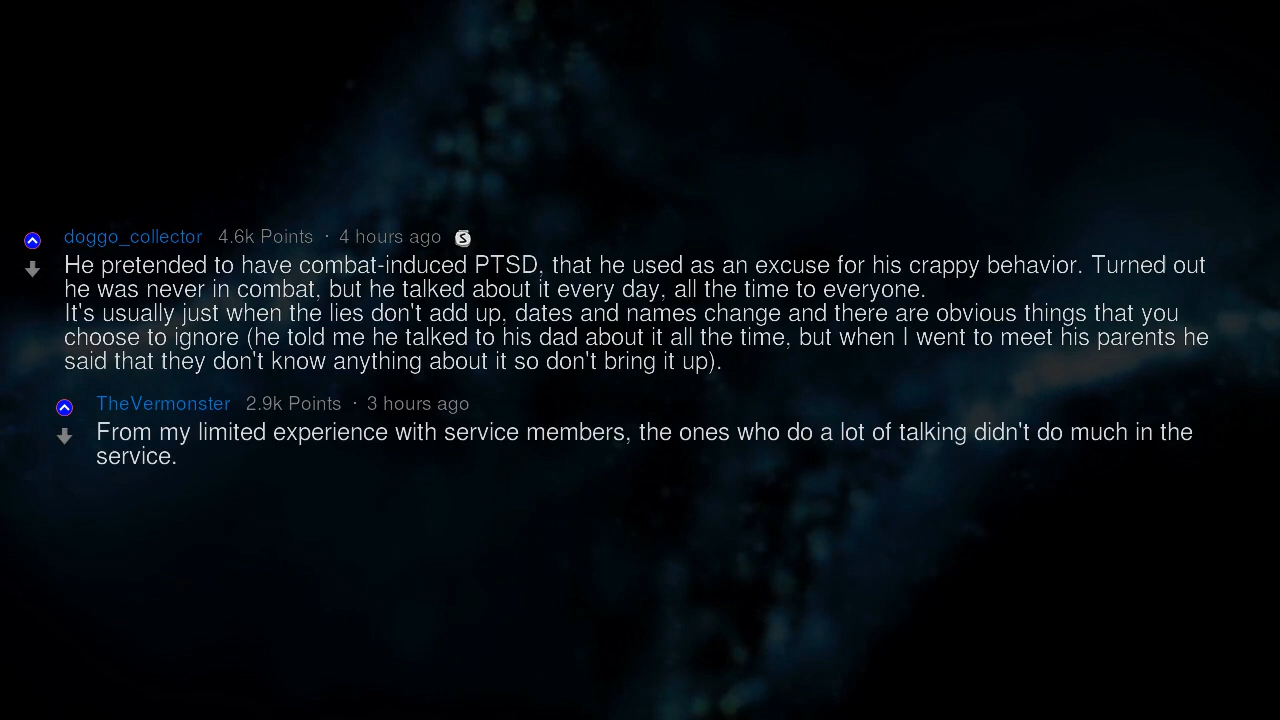 doggo_collector 4.6k Points · 4 hours ago S
He pretended to have combat-induced PTSD, that he used as an excuse for his crappy behavior. Turned out
he was never in combat, but he talked about it every day, all the time to everyone.
It's usually just when the lies don't add up, dates and names change and there are obvious things that you
choose to ignore (he told me he talked to his dad about it all the time, but when I went to meet his parents he
said that they don't know anything about it so don't bring it up).
TheVermonster 2.9k Points · 3 hours ago
From my limited experience with service members, the ones who do a lot of talking didn't do much in the
service.